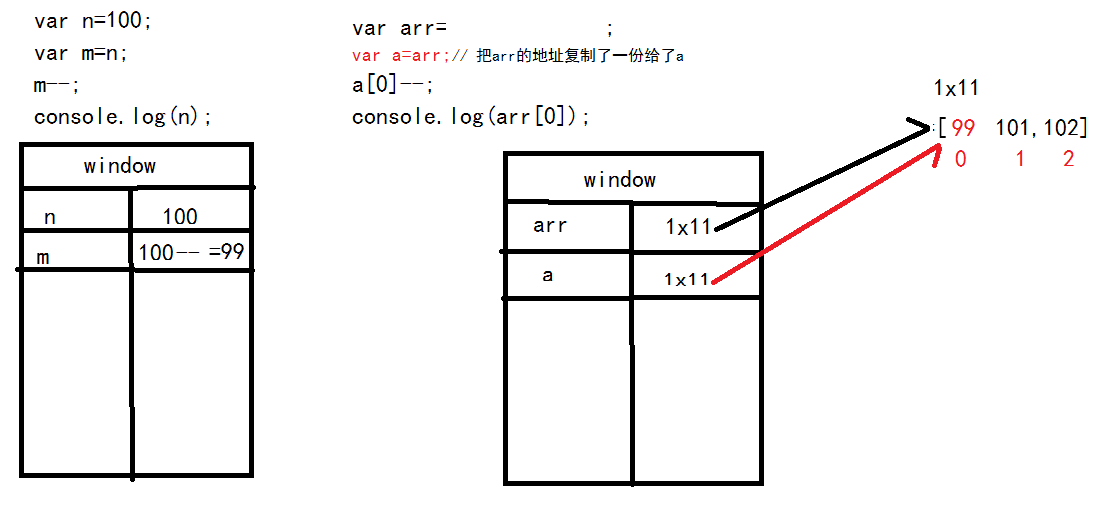 var n=100;
var m=n;
m--;
console.log(n);
window
n 100
m 100-- =99
var arr= ;
var a=arr;// 把arr的地址复制了一份给了a
a[0]--;
console.log(arr[0]);
window
arr 1x11
a 1x11
1x11
[ 99 101,102]
0 1 2